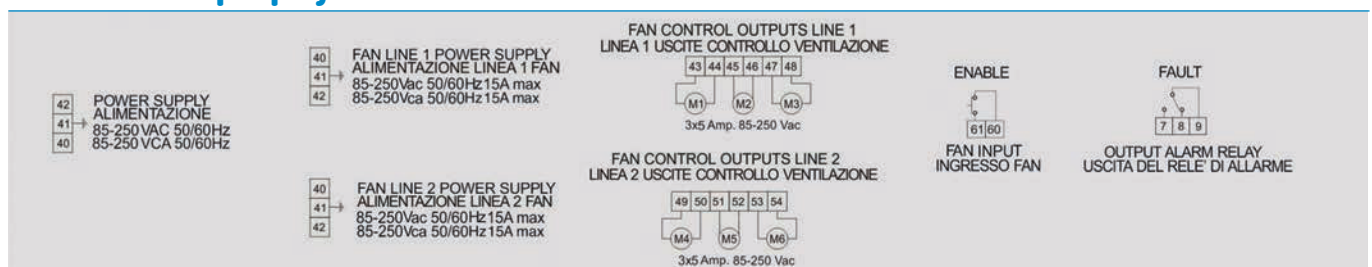 42
41
40
POWER SUPPLY
ALIMENTAZIONE
85-250 VAC 50/60Hz
85-250 VCA 50/60Hz
40
41
42
FAN LINE 1 POWER SUPPLY
ALIMENTAZIONE LINEA 1 FAN
85-250Vac 50/60Hz 15A max
85-250Vca 50/60Hz 15A max
40
41
42
FAN LINE 2 POWER SUPPLY
ALIMENTAZIONE LINEA 2 FAN
85-250Vac 50/60Hz 15A max
85-250Vca 50/60Hz 15A max
FAN CONTROL OUTPUTS LINE 1
LINEA 1 USCITE CONTROLLO VENTILAZIONE
43 44 45 46 47 48
M1 M2 M3
3x5 Amp. 85-250 Vac
FAN CONTROL OUTPUTS LINE 2
LINEA 2 USCITE CONTROLLO VENTILAZIONE
49 50 51 52 53 54
M4 M5 M6
3x5 Amp. 85-250 Vac
ENABLE
61 60
FAN INPUT
INGRESSO FAN
FAULT
7 8 9
OUTPUT ALARM RELAY
USCITA DEL RELE' DI ALLARME